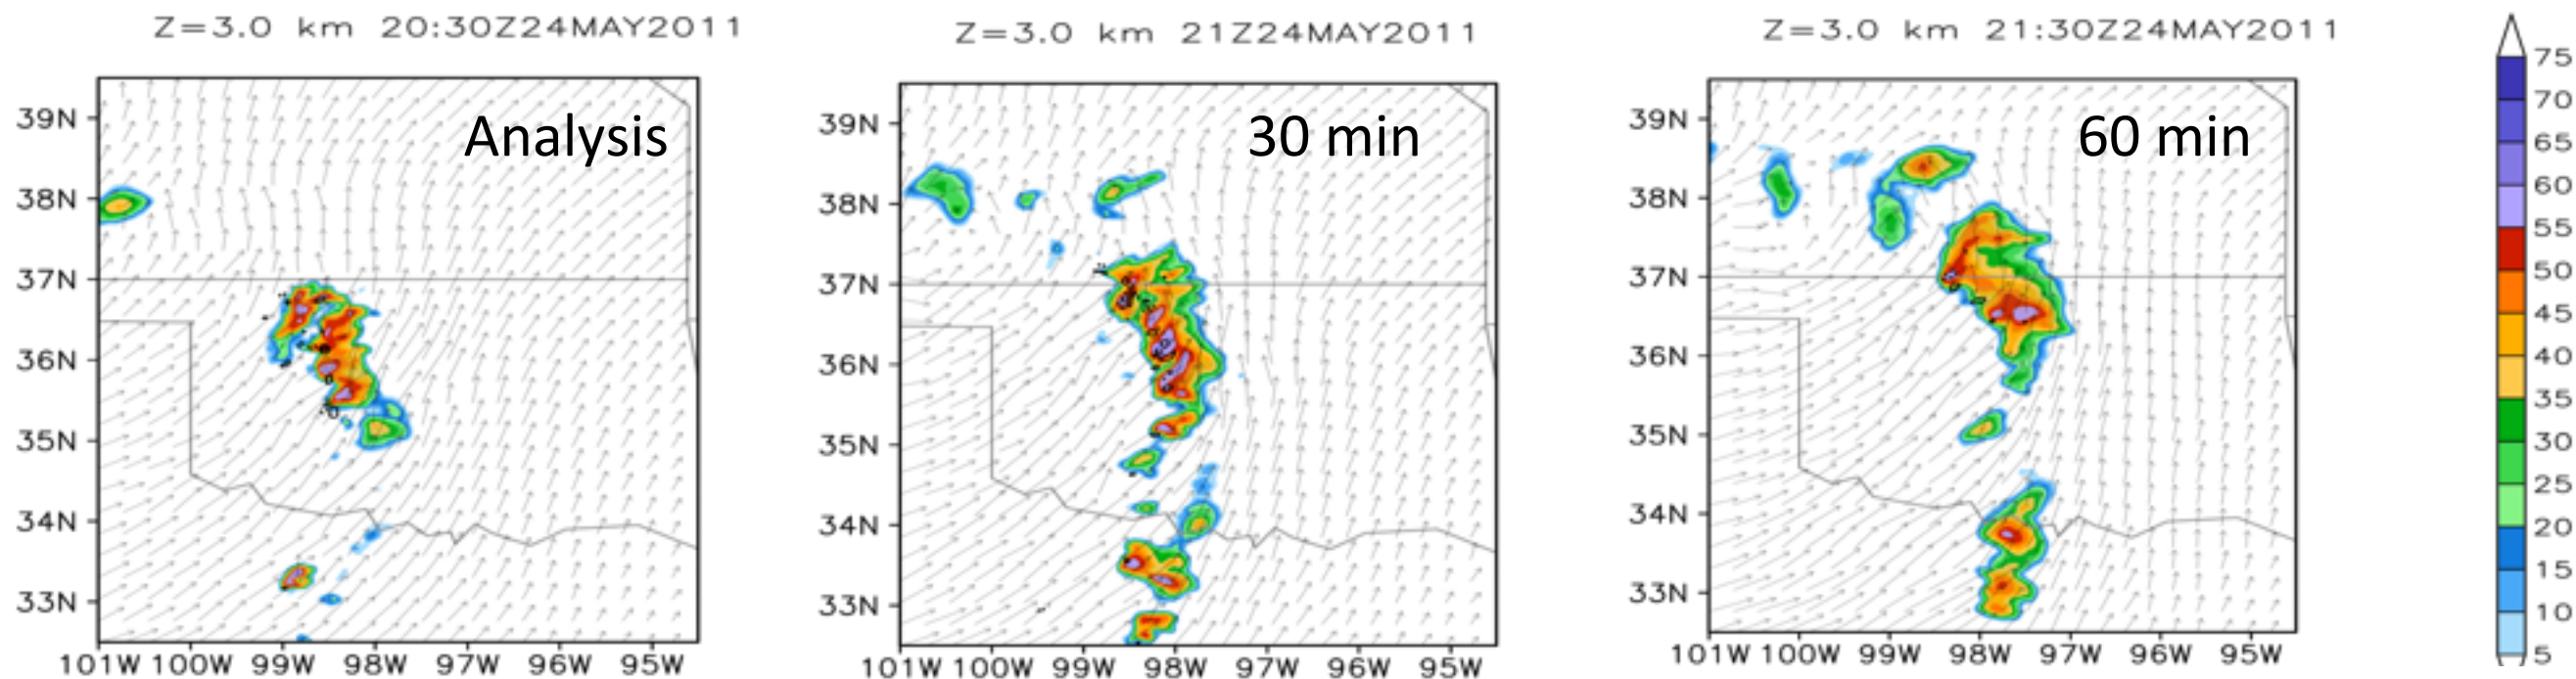 Z=3.0 km 20:30Z24MAY2011
Analysis
39N
38N
37N
36N
35N
34N
33N
101W 100W 99W 98W 97W 96W 95W
Z=3.0 km 21Z24MAY2011
30 min
39N
38N
37N
36N
35N
34N
33N
101W 100W 99W 98W 97W 96W 95W
Z=3.0 km 21:30Z24MAY2011
60 min
39N
38N
37N
36N
35N
34N
33N
101W 100W 99W 98W 97W 96W 95W
75
70
65
60
55
50
45
40
35
30
25
20
15
10
5